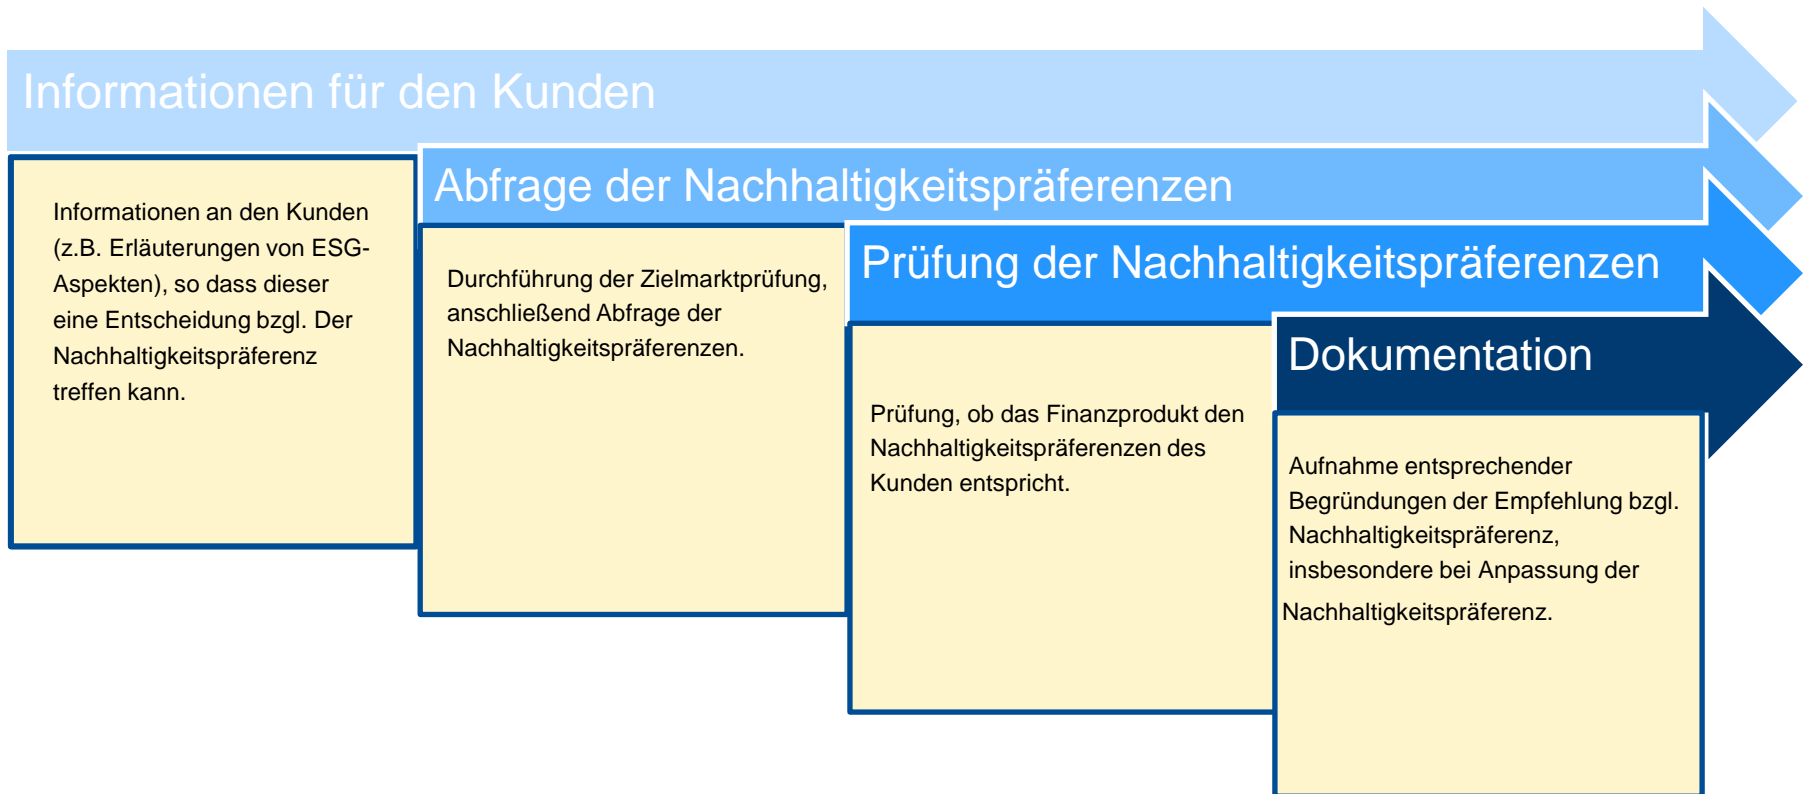 Informationen für den Kunden
Informationen an den Kunden
(z.B. Erläuterungen von ESG-
Aspekten), so dass dieser
eine Entscheidung bzgl. Der
Nachhaltigkeitspräferenz
treffen kann.
Abfrage der Nachhaltigkeitspräferenzen
Durchführung der Zielmarktprüfung,
anschließend Abfrage der
Nachhaltigkeitspräferenzen.
Prüfung der Nachhaltigkeitspräferenzen
Prüfung, ob das Finanzprodukt den
Nachhaltigkeitspräferenzen des
Kunden entspricht.
Dokumentation
Aufnahme entsprechender
Begründungen der Empfehlung bzgl.
Nachhaltigkeitspräferenz,
insbesondere bei Anpassung der
Nachhaltigkeitspräferenz.